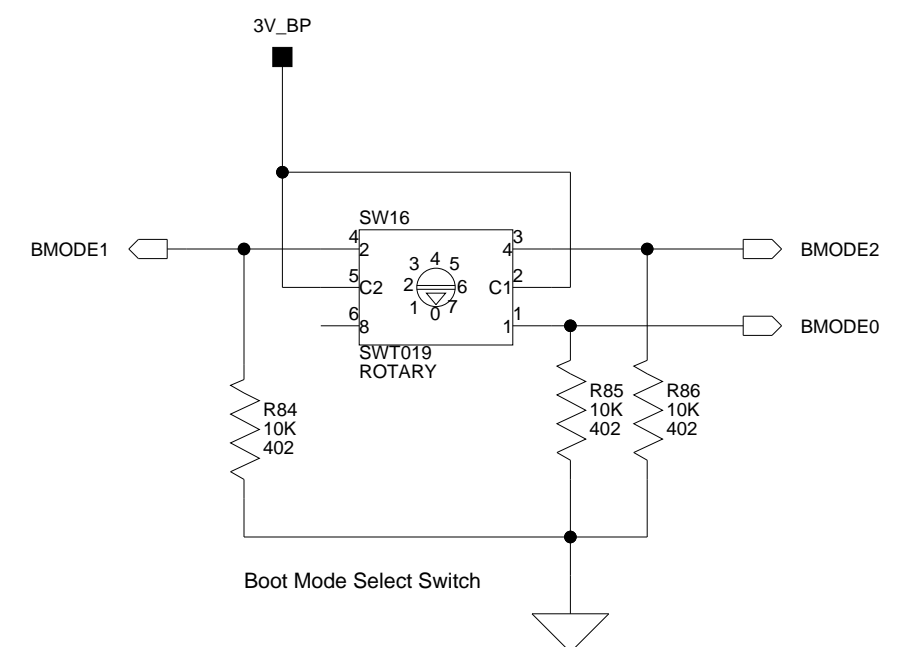 3V_BP
SW16
BMODE1
4
2
3
4
BMODE2
3 4 5
5
C2
2
6
C1
2
1 0 7
6
8
1
1
BMODE0
SWT019
ROTARY
R84
10K
402
R85
10K
402
R86
10K
402
Boot Mode Select Switch